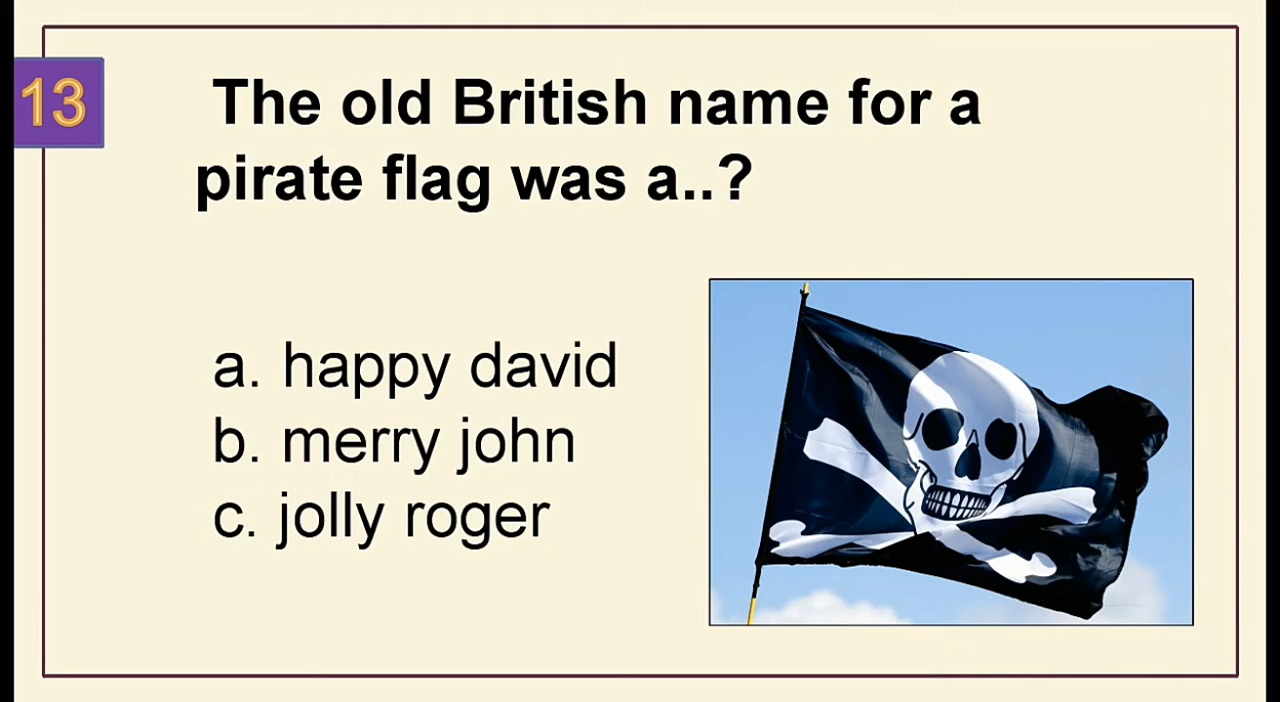 13
The old British name for a
pirate flag was a..?
a. happy david
b. merry john
c. jolly roger